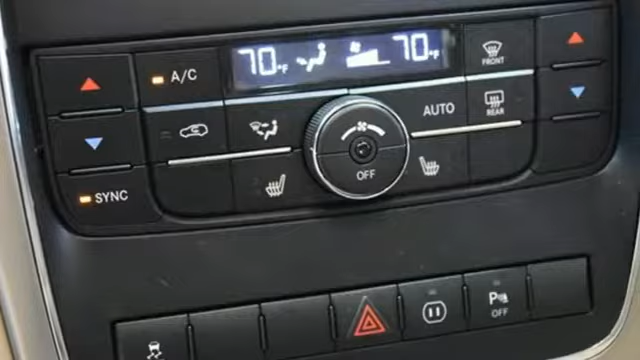 70°F 70°F
FRONT
A/C
AUTO
REAR
SYNC
OFF
P OFF